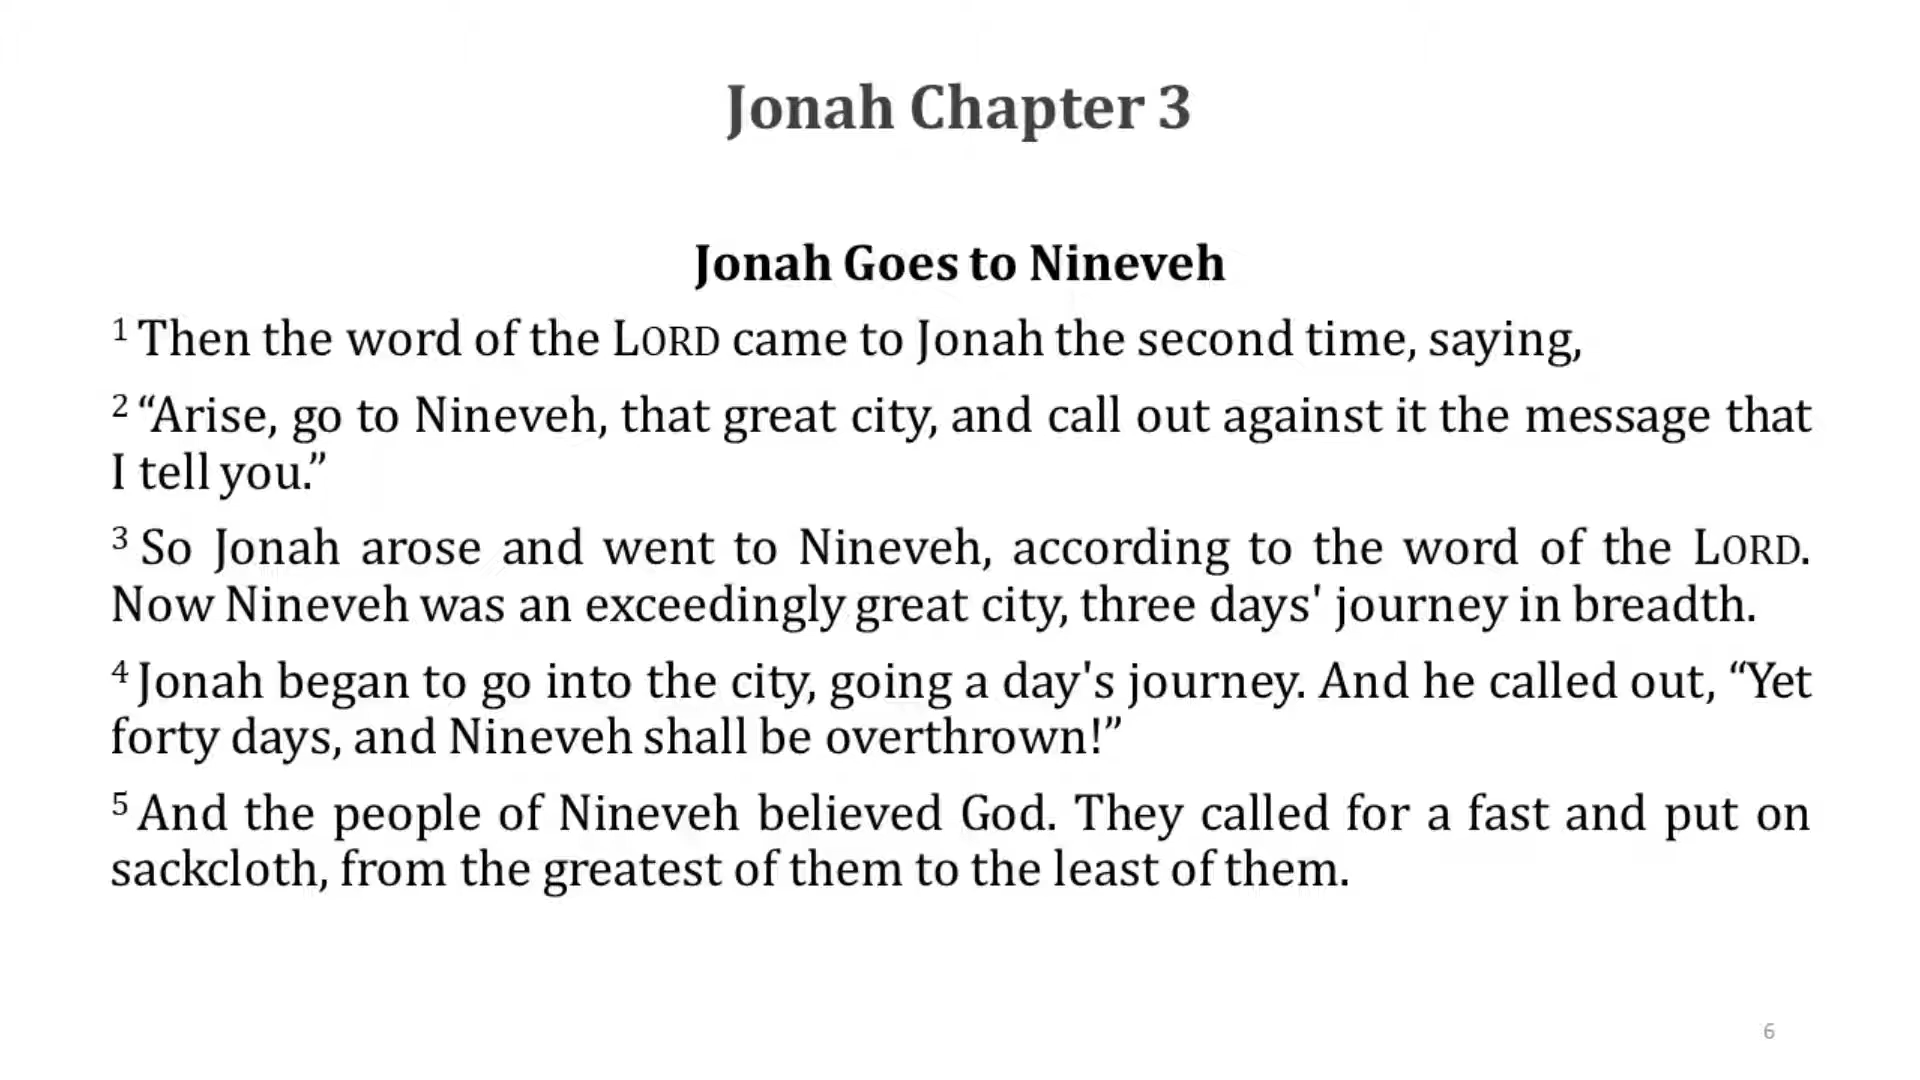 Jonah Chapter 3
Jonah Goes to Nineveh
1 Then the word of the LORD came to Jonah the second time, saying,
2 “Arise, go to Nineveh, that great city, and call out against it the message that
I tell you.”
3 So Jonah arose and went to Nineveh, according to the word of the LORD.
Now Nineveh was an exceedingly great city, three days' journey in breadth.
4 Jonah began to go into the city, going a day's journey. And he called out, “Yet
forty days, and Nineveh shall be overthrown!”
5 And the people of Nineveh believed God. They called for a fast and put on
sackcloth, from the greatest of them to the least of them.
6